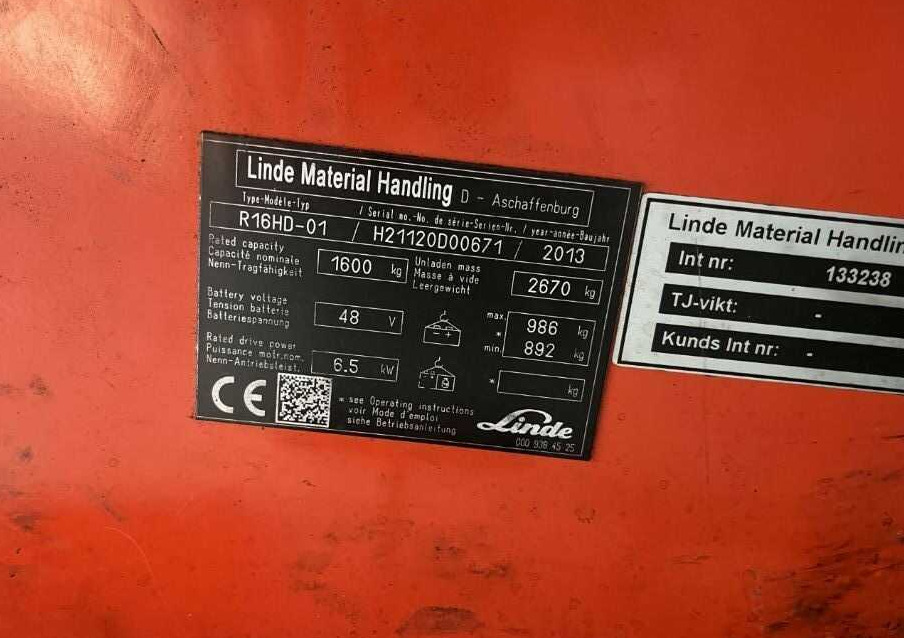 Linde Material Handling D - Aschaffenburg
Type-Modèle-Typ / Serial no.-No. de série-Serien-Nr. / year-année-Baujahr
R16HD-01 / H21120D00671 / 2013
Rated capacity
Capacité nominale
Nenn-Tragfähigkeit
1600 kg
Unladen mass
Masse à vide
Leergewicht
2670 kg
Battery voltage
Tension batterie
Batteriespannung
48 V
- +
max.
*
min.
986 kg
892 kg
Rated drive power
Puissance motr.nom.
Nenn-Antriebsleist.
6.5 kW
* kg
CE
* see Operating instructions
voir Mode d'emploi
siehe Betriebsanleitung
Linde
000 936 45 25
Linde Material Handlin
Int nr: 133238
TJ-vikt: -
Kunds Int nr: -